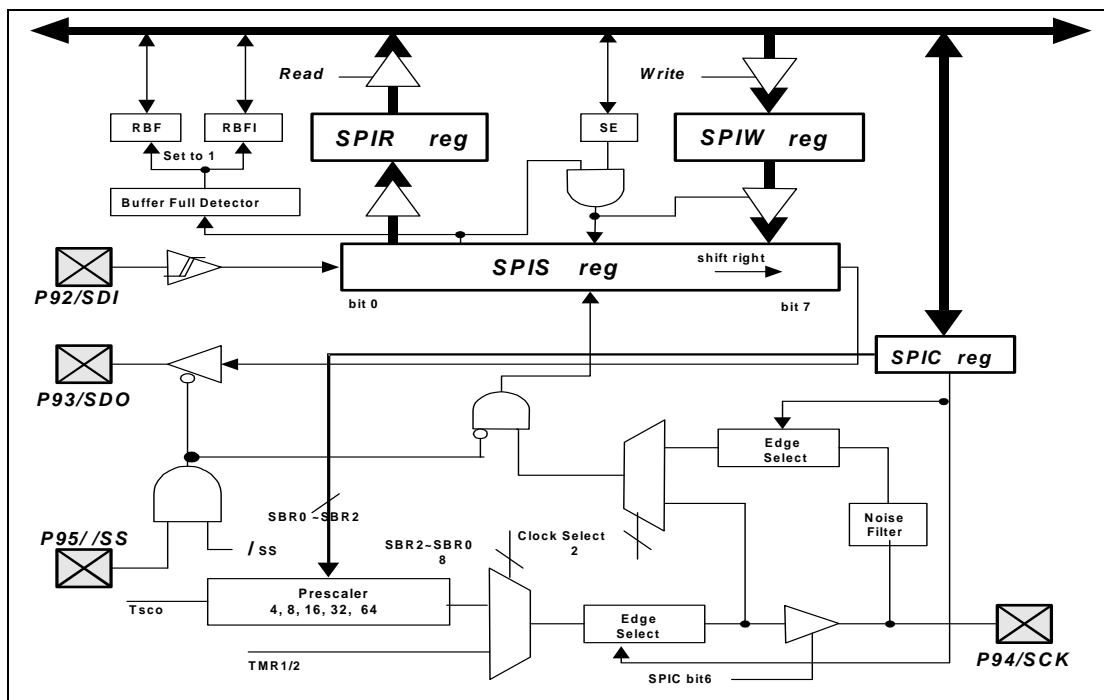 Read
Write
RBF
RBFI
SPIR reg
SE
SPIW reg
Set to 1
Buffer Full Detector
SPIS reg
shift right
P92/SDI
bit 0
bit 7
SPIC reg
P93/SDO
Edge
Select
Noise
Filter
SBR0 ~SBR2
P95/ /SS
/ SS
Clock Select
2
SBR2~SBR0
8
Prescaler
4, 8, 16, 32, 64
Tsco
Edge
Select
TMR1/2
SPIC bit6
P94/SCK